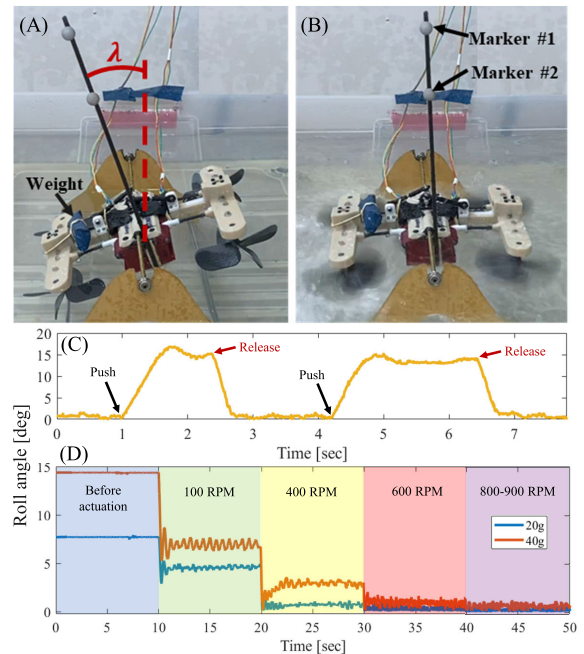 (A)
λ
Weight
(B)
Marker #1
Marker #2
(C)
Roll angle [deg]
20
15
10
5
0
Push
Release
Push
Release
0 1 2 3 4 5 6 7
Time [sec]
(D)
15
10
5
0
Before
actuation
100 RPM
400 RPM
600 RPM
800-900 RPM
20g
40g
0 5 10 15 20 25 30 35 40 45 50
Time [sec]